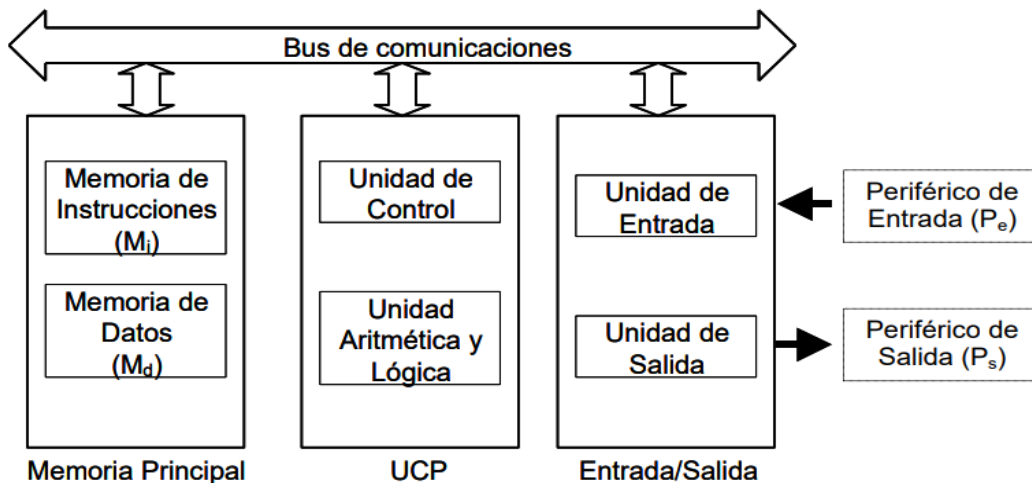 Bus de comunicaciones
Memoria de
Instrucciones
(Mi)
Memoria de
Datos
(Md)
Memoria Principal
Unidad de
Control
Unidad
Aritmética y
Lógica
UCP
Unidad de
Entrada
Unidad de
Salida
Entrada/Salida
Periférico de
Entrada (Pe)
Periférico de
Salida (Ps)